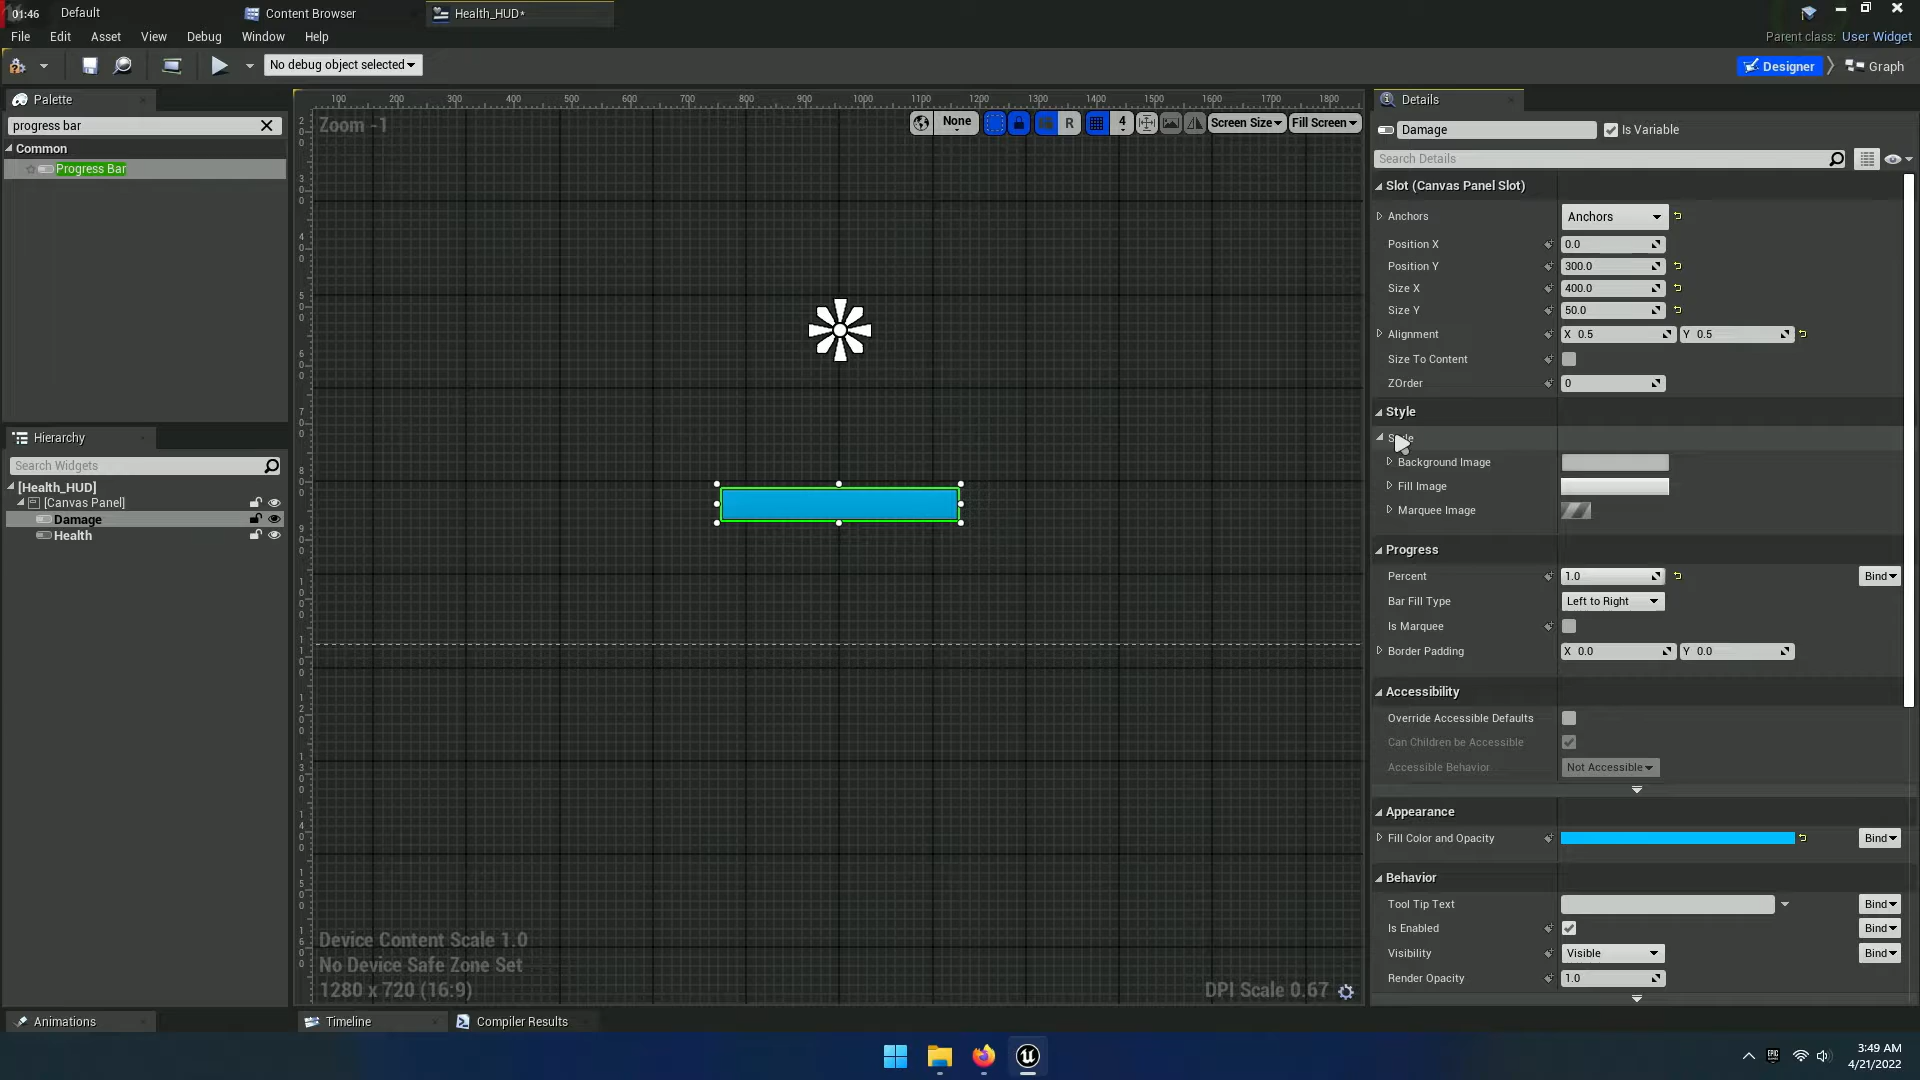 01:46
Default
Content Browser
Health_HUD*
File Edit Asset View Debug Window Help
Parent class: User Widget
No debug object selected
Designer
Graph
Palette
progress bar
Common
Progress Bar
Hierarchy
Search Widgets
[Health_HUD]
[Canvas Panel]
Damage
Health
Animations
100 200 300 400 500 600 700 800 900 1000 1100 1200 1300 1400 1500 1600 1700 1800
Zoom -1
None
R
4
Screen Size
Fill Screen
Device Content Scale 1.0
No Device Safe Zone Set
1280 x 720 (16:9)
DPI Scale 0.67
Timeline
Compiler Results
Details
Damage
Is Variable
Search Details
Slot (Canvas Panel Slot)
Anchors Anchors
Position X 0.0
Position Y 300.0
Size X 400.0
Size Y 50.0
Alignment X 0.5 Y 0.5
Size To Content
ZOrder 0
Style
Background Image
Fill Image
Marquee Image
Progress
Percent 1.0 Bind
Bar Fill Type Left to Right
Is Marquee
Border Padding X 0.0 Y 0.0
Accessibility
Override Accessible Defaults
Can Children be Accessible
Accessible Behavior Not Accessible
Appearance
Fill Color and Opacity Bind
Behavior
Tool Tip Text Bind
Is Enabled Bind
Visibility Visible Bind
Render Opacity 1.0
EPIC
3:49 AM
4/21/2022